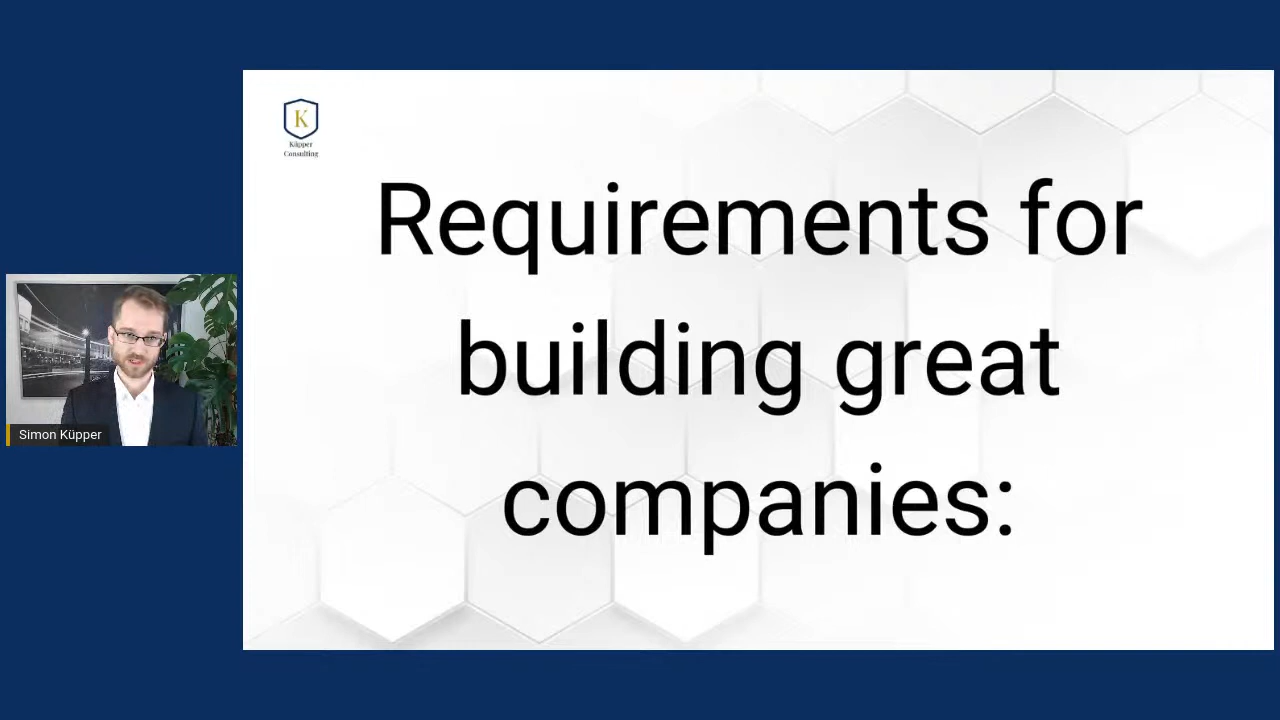 K
Küpper
Consulting
Requirements for
building great
companies:
Simon Küpper